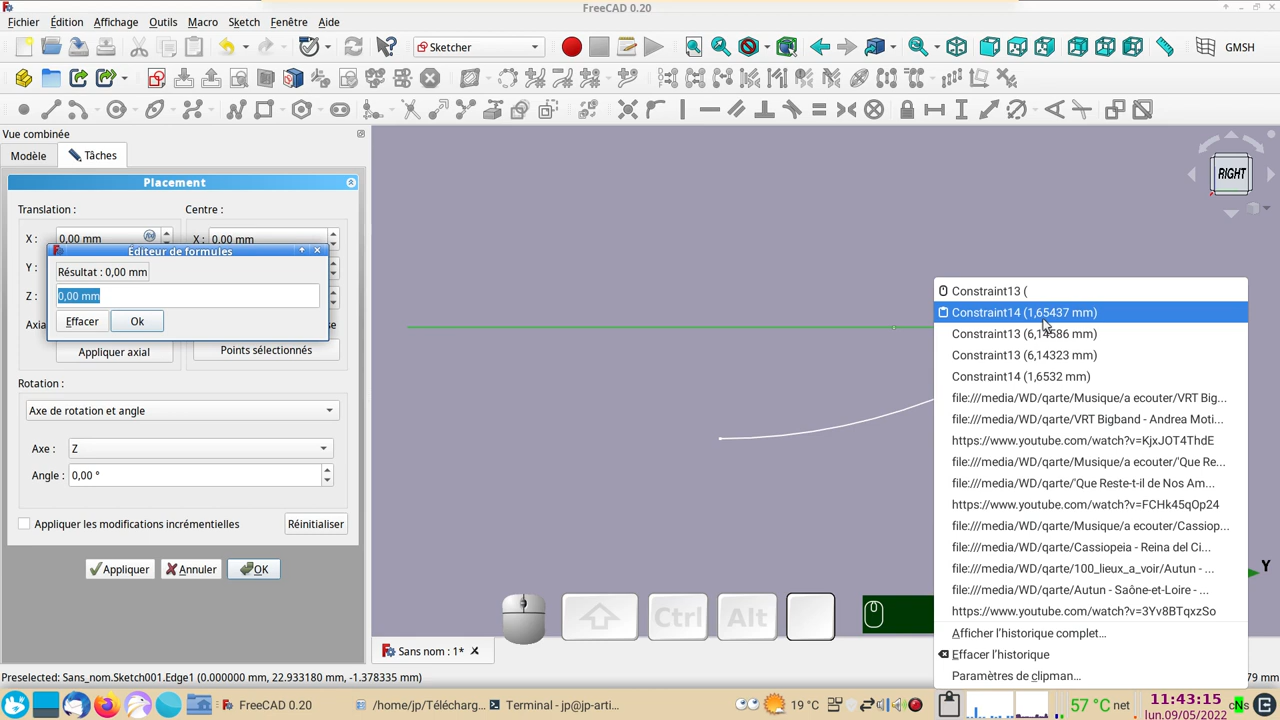 FreeCAD 0.20
Fichier Édition Affichage Outils Macro Sketch Fenêtre Aide
Sketcher
GMSH
Vue combinée
Modèle Tâches
Placement
Translation : Centre :
X : 0,00 mm X : 0,00 mm
Éditeur de formules
Y :
Résultat : 0,00 mm
Z :
0,00 mm
Effacer Ok
Appliquer axial Points sélectionnés
Rotation :
Axe de rotation et angle
Axe : Z
Angle : 0,00 °
Appliquer les modifications incrémentielles Réinitialiser
Appliquer Annuler OK
RIGHT
Constraint13 (
Constraint14 (1,65437 mm)
Constraint13 (6,14586 mm)
Constraint13 (6,14323 mm)
Constraint14 (1,6532 mm)
file:///media/WD/qarte/Musique/a ecouter/VRT Big...
file:///media/WD/qarte/VRT Bigband - Andrea Moti...
https://www.youtube.com/watch?v=KjxJOT4ThdE
file:///media/WD/qarte/Musique/a ecouter/'Que Re...
file:///media/WD/qarte/'Que Reste-t-il de Nos Am...
https://www.youtube.com/watch?v=FCHk45qOp24
file:///media/WD/qarte/Musique/a ecouter/Cassiop...
file:///media/WD/qarte/Cassiopeia - Reina del Ci...
file:///media/WD/qarte/100_lieux_a_voir/Autun - ...
file:///media/WD/qarte/Autun - Saône-et-Loire - ...
https://www.youtube.com/watch?v=3Yv8BTqxzSo
Afficher l'historique complet…
Effacer l'historique
Paramètres de clipman…
Y
Ctrl Alt
Sans nom : 1*
Preselected: Sans_nom.Sketch001.Edge1 (0.000000 mm, 22.933180 mm, -1.378335 mm)
79 mm
FreeCAD 0.20 /home/jp/Télécharg... Terminal - jp@jp-arti...
19 °C
57 °C net
11:43:15
lun.09/05/2022
cNs